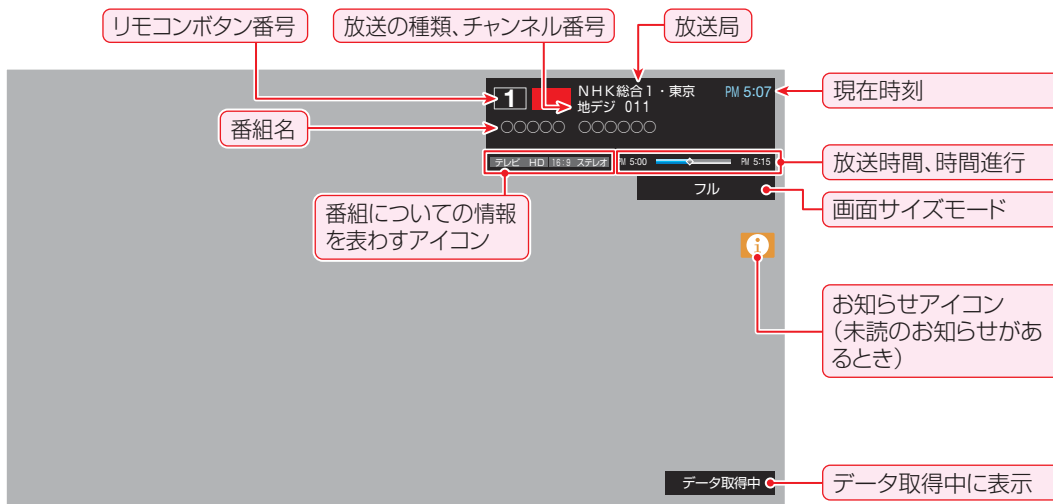 リモコンボタン番号
放送の種類、チャンネル番号
放送局
1
NHK総合1・東京
PM 5:07
地デジ 011
現在時刻
番組名
○○○○○ ○○○○○○
テレビ HD 16:9 ステレオ
PM 5:00
PM 5:15
放送時間、時間進行
フル
画面サイズモード
番組についての情報
を表わすアイコン
i
お知らせアイコン
（未読のお知らせがあ
るとき）
データ取得中
データ取得中に表示